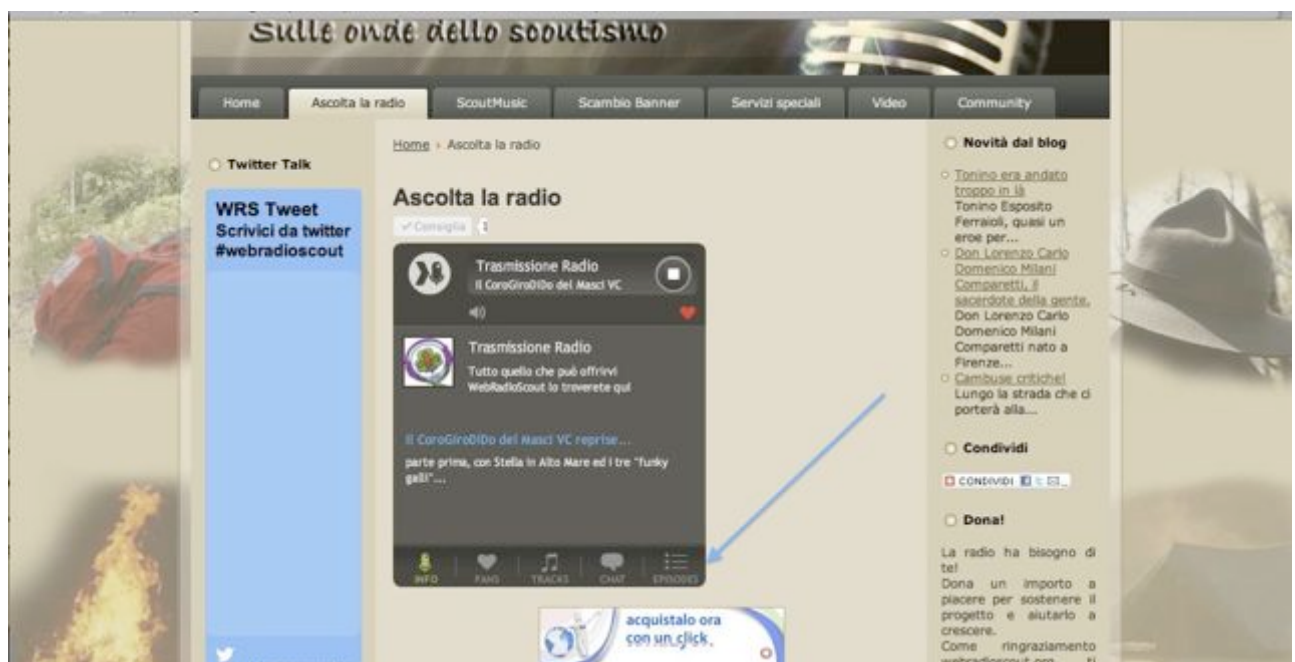 Sulle onde dello scoutismo
Home
Ascolta la radio
ScoutMusic
Scambio Banner
Servizi speciali
Video
Community
Twitter Talk
WRS Tweet
Scrivici da twitter
#webradioscout
Home › Ascolta la radio
Ascolta la radio
Consiglia 1
Trasmissione Radio
Il CoroGiroDiDo del Masci VC
Trasmissione Radio
Tutto quello che può offrirvi
WebRadioScout lo troverete qui
Il CoroGiroDiDo del Masci VC reprise...
parte prima, con Stella in Alto Mare ed i tre "funky
galli"...
INFO
FANS
TRACKS
CHAT
EPISODES
acquistalo ora
con un click.
Novità dal blog
Tonino era andato
troppo in là
Tonino Esposito
Ferraioli, quasi un
eroe per...
Don Lorenzo Carlo
Domenico Milani
Comparetti, il
sacerdote della gente.
Don Lorenzo Carlo
Domenico Milani
Comparetti nato a
Firenze...
Cambuse critiche!
Lungo la strada che ci
porterà alla...
Condividi
CONDIVIDI
Dona!
La radio ha bisogno di
te!
Dona un importo a
piacere per sostenere il
progetto e aiutarlo a
crescere.
Come ringraziamento
webradioscout.org ti